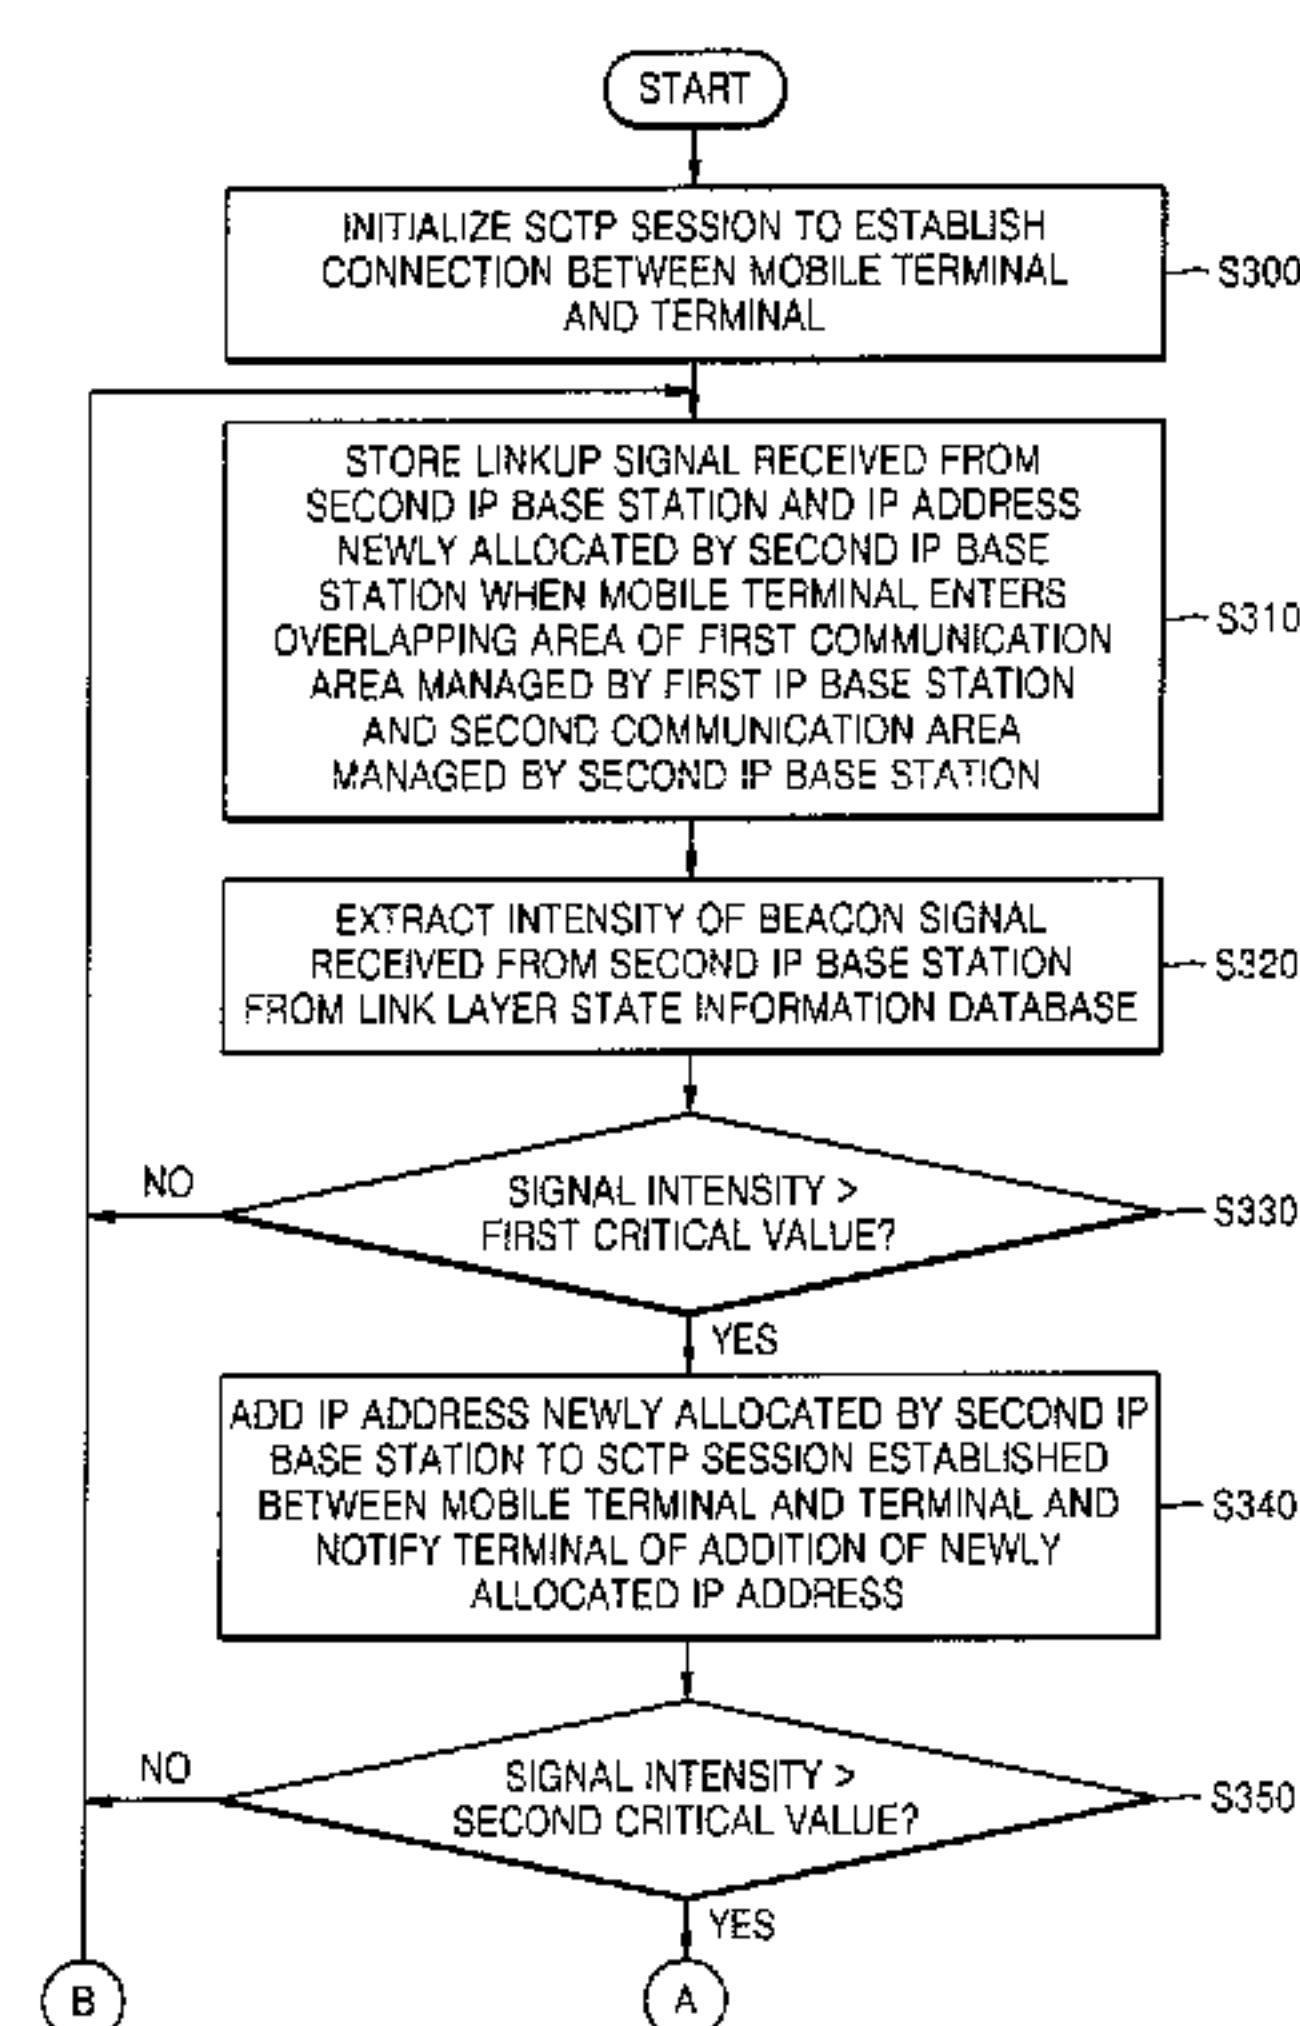 START
INITIALIZE SCTP SESSION TO ESTABLISH
CONNECTION BETWEEN MOBILE TERMINAL
AND TERMINAL
S300
STORE LINKUP SIGNAL RECEIVED FROM
SECOND IP BASE STATION AND IP ADDRESS
NEWLY ALLOCATED BY SECOND IP BASE
STATION WHEN MOBILE TERMINAL ENTERS
OVERLAPPING AREA OF FIRST COMMUNICATION
AREA MANAGED BY FIRST IP BASE STATION
AND SECOND COMMUNICATION AREA
MANAGED BY SECOND IP BASE STATION
S310
EXTRACT INTENSITY OF BEACON SIGNAL
RECEIVED FROM SECOND IP BASE STATION
FROM LINK LAYER STATE INFORMATION DATABASE
S320
NO
SIGNAL INTENSITY >
FIRST CRITICAL VALUE?
S330
YES
ADD IP ADDRESS NEWLY ALLOCATED BY SECOND IP
BASE STATION TO SCTP SESSION ESTABLISHED
BETWEEN MOBILE TERMINAL AND TERMINAL AND
NOTIFY TERMINAL OF ADDITION OF NEWLY
ALLOCATED IP ADDRESS
S340
NO
SIGNAL INTENSITY >
SECOND CRITICAL VALUE?
S350
YES
B
A